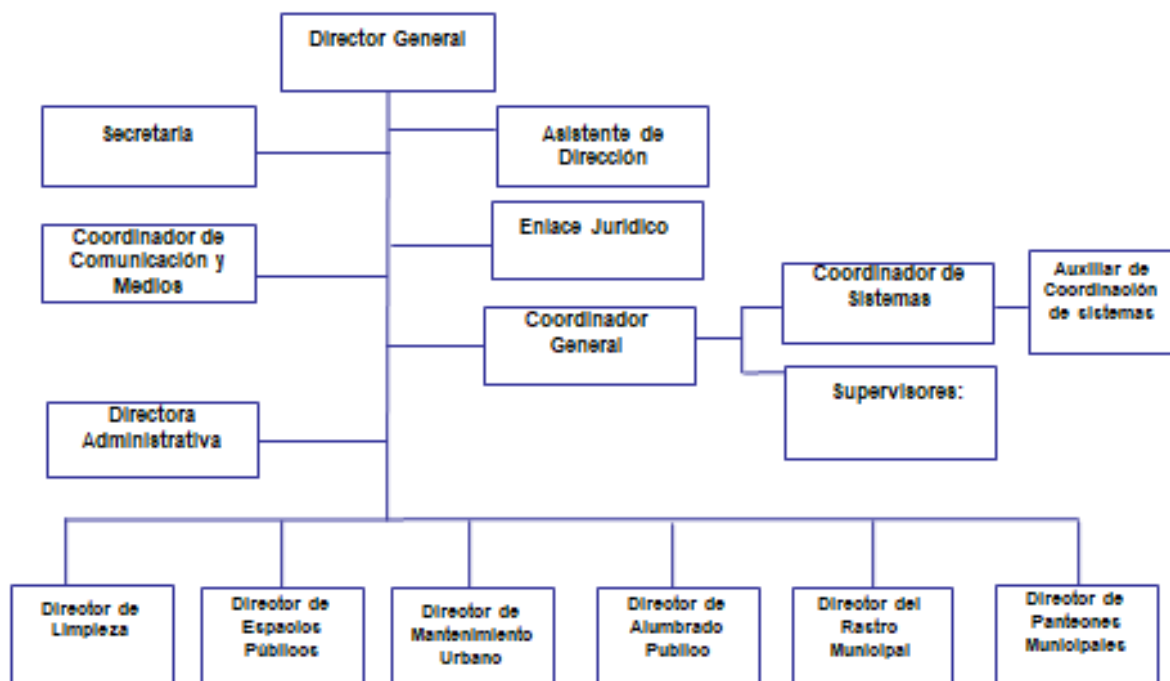 Director General
Secretaria
Asistente de
Dirección
Coordinador de
Comunicación y
Medios
Enlace Jurídico
Coordinador
General
Coordinador de
Sistemas
Auxiliar de
Coordinación
de sistemas
Supervisores:
Directora
Administrativa
Director de
Limpieza
Director de
Espacios
Públicos
Director de
Mantenimiento
Urbano
Director de
Alumbrado
Publico
Director del
Rastro
Municipal
Director de
Panteones
Municipales